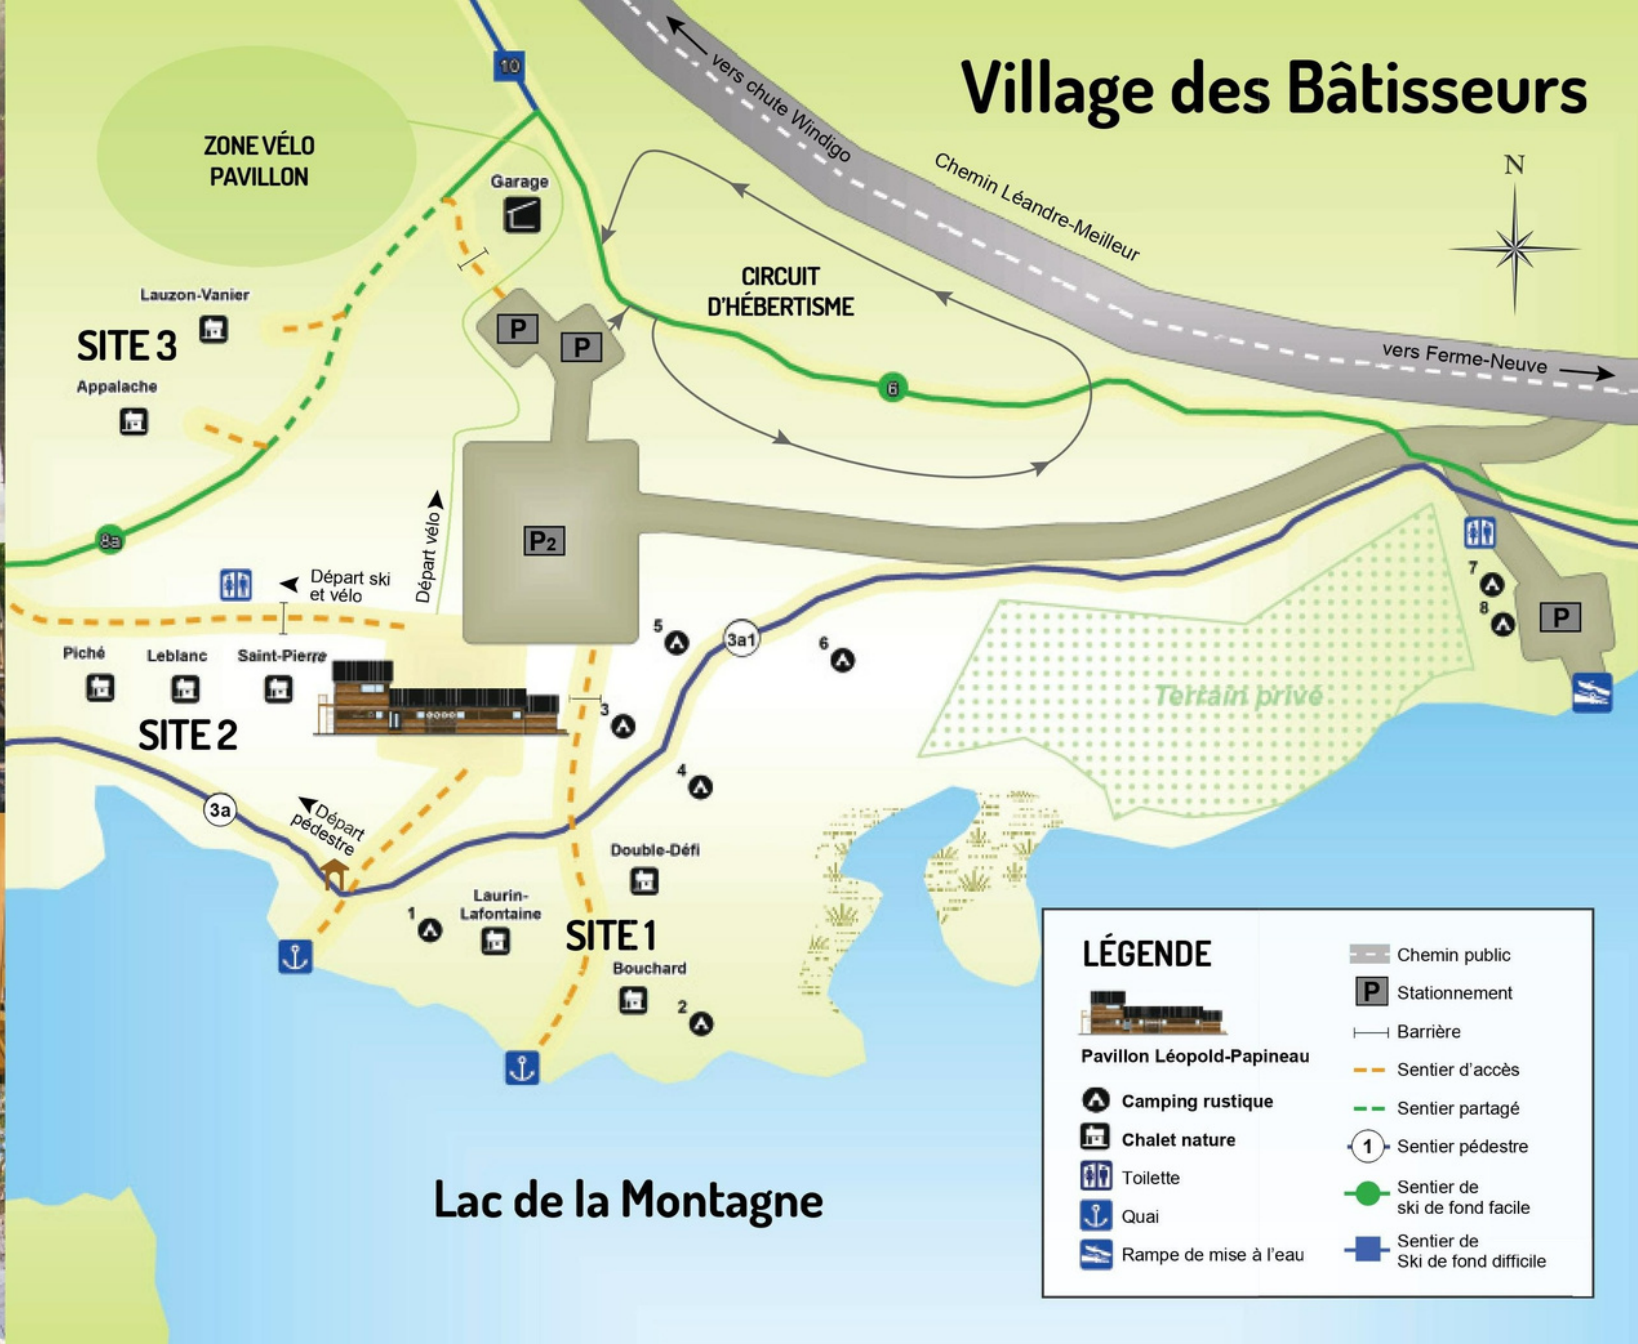 Village des Bâtisseurs
10
vers chute Windigo
Chemin Léandre-Meilleur
N
ZONE VÉLO
PAVILLON
Garage
CIRCUIT
D'HÉBERTISME
vers Ferme-Neuve
Lauzon-Vanier
SITE 3
P
P
Appalache
6
8a
P2
Départ vélo
Départ ski
et vélo
7
8
P
Piché
Leblanc
Saint-Pierre
SITE 2
5
3a1
6
3
4
Terrain privé
3a
Départ
pédestre
Double-Défi
Laurin-
Lafontaine
1
SITE 1
Bouchard
2
Lac de la Montagne
LÉGENDE
Pavillon Léopold-Papineau
Camping rustique
Chalet nature
Toilette
Quai
Rampe de mise à l'eau
Chemin public
P
Stationnement
Barrière
Sentier d'accès
Sentier partagé
1
Sentier pédestre
Sentier de
ski de fond facile
Sentier de
Ski de fond difficile